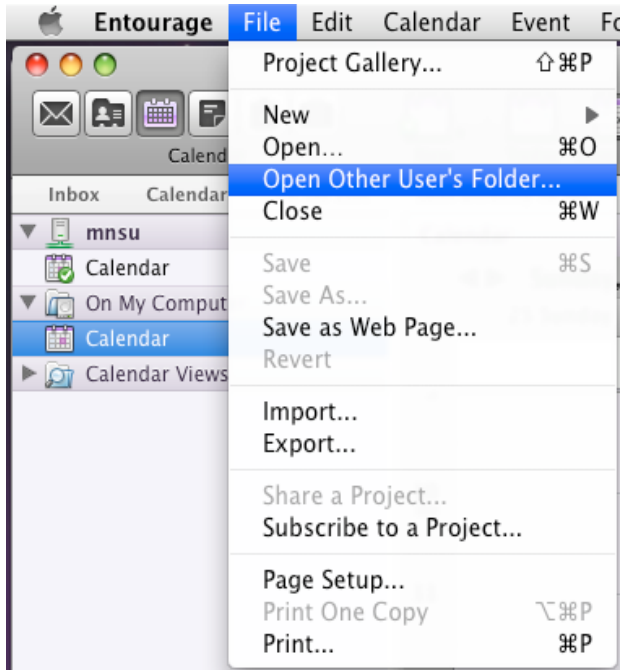 Entourage File Edit Calendar Event Fo
Project Gallery... ⇧⌘P
New
Open... ⌘O
Calend
Open Other User's Folder...
Inbox Calendar
Close ⌘W
mnsu
Calendar
Save ⌘S
On My Comput
Save As...
Save as Web Page...
Calendar
Revert
Calendar Views
Import...
Export...
Share a Project...
Subscribe to a Project...
Page Setup...
Print One Copy ⌥⌘P
Print... ⌘P